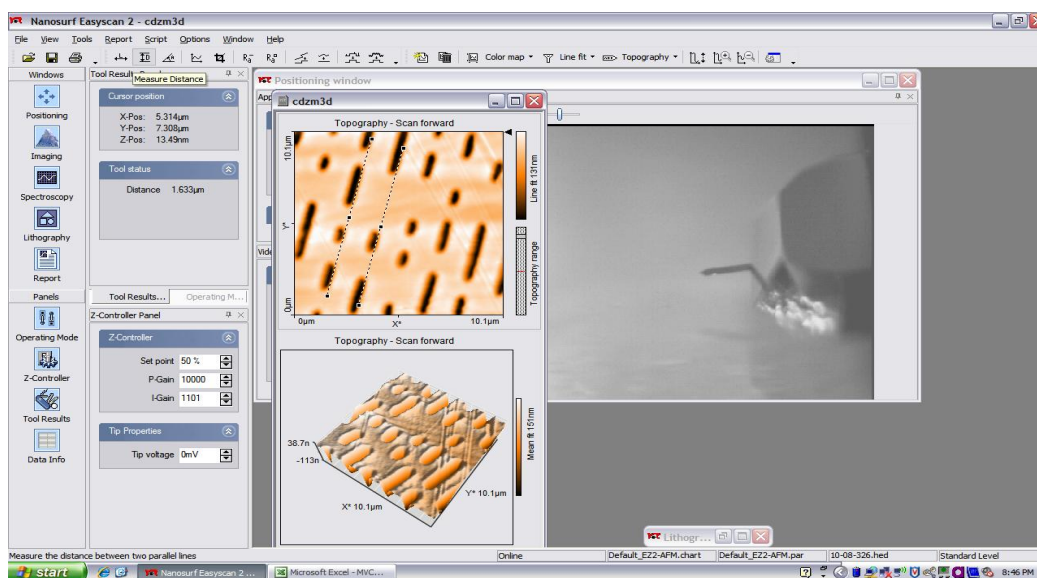 Nanosurf Easyscan 2 - cdzm3d
File View Tools Report Script Options Window Help
Color map Line fit Topography
Windows
Positioning
Imaging
Spectroscopy
Lithography
Report
Panels
Operating Mode
Z-Controller
Tool Results
Data Info
Measure Distance
Cursor position
X-Pos: 5.314µm
Y-Pos: 7.308µm
Z-Pos: 13.49nm
Tool status
Distance 1.633µm
Tool Results... Operating M...
Z-Controller Panel
Z-Controller
Set point 50 %
P-Gain 10000
I-Gain 1101
Tip Properties
Tip voltage 0mV
Positioning window
cdzm3d
Topography - Scan forward
10.1µm
Y*
0µm
0µm X* 10.1µm
Line fit 131nm
Topography range
Topography - Scan forward
38.7n
-113n
X* 10.1µm
Y* 10.1µm
Mean fit 151nm
Lithogr...
Measure the distance between two parallel lines
Online
Default_EZ2-AFM.chart
Default_EZ2-AFM.par
10-08-326.hed
Standard Level
start
Nanosurf Easyscan 2 ...
Microsoft Excel - MVC...
8:46 PM